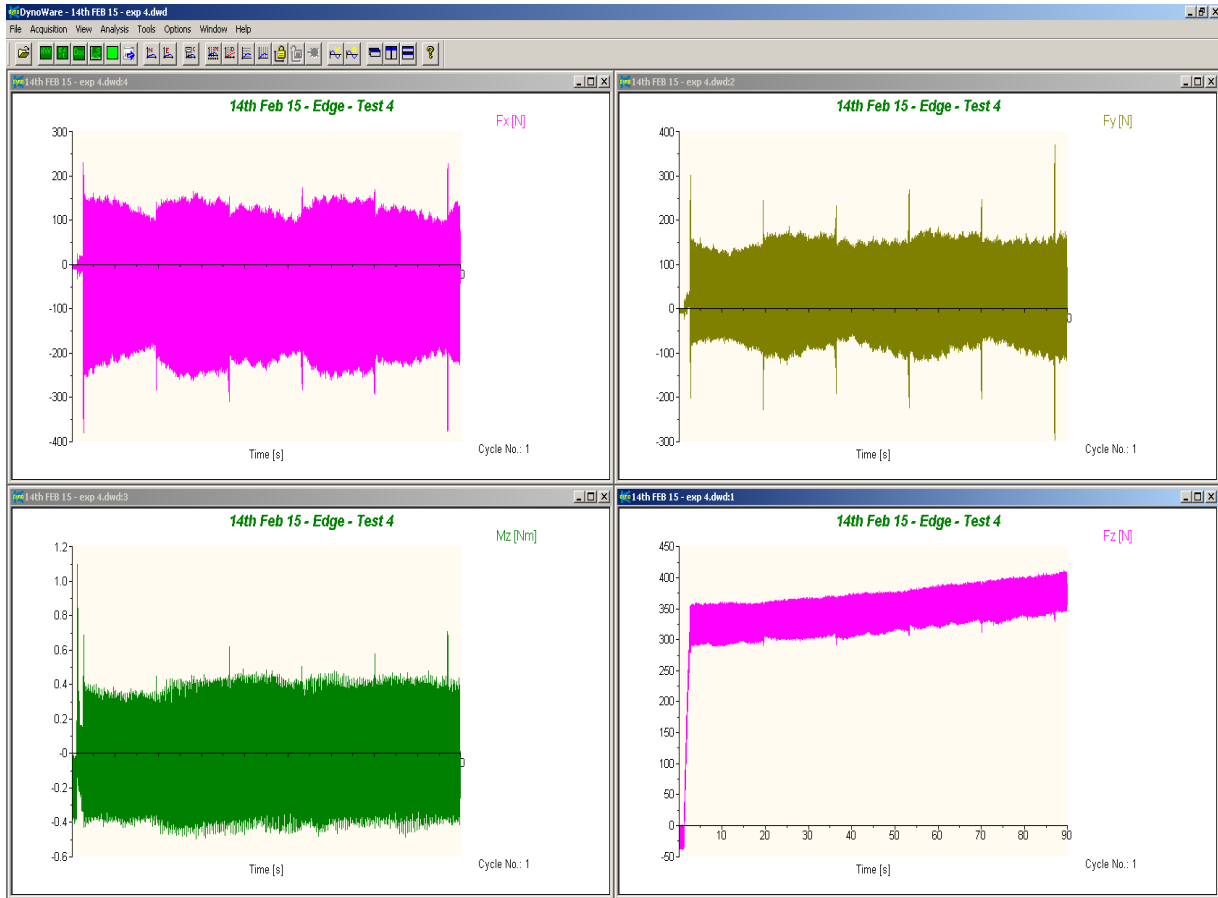 DynoWare - 14th FEB 15 - exp 4.dwd
File Acquisition View Analysis Tools Options Window Help
14th FEB 15 - exp 4.dwd:4
14th Feb 15 - Edge - Test 4
Fx [N]
300
200
100
0
-100
-200
-300
-400
Time [s]
Cycle No.: 1
14th FEB 15 - exp 4.dwd:2
14th Feb 15 - Edge - Test 4
Fy [N]
400
300
200
100
0
-100
-200
-300
Time [s]
Cycle No.: 1
14th FEB 15 - exp 4.dwd:3
14th Feb 15 - Edge - Test 4
Mz [Nm]
1.2
1.0
0.8
0.6
0.4
0.2
-0
-0.2
-0.4
-0.6
Time [s]
Cycle No.: 1
14th FEB 15 - exp 4.dwd:1
14th Feb 15 - Edge - Test 4
Fz [N]
450
400
350
300
250
200
150
100
50
0
-50
10 20 30 40 50 60 70 80 90
Time [s]
Cycle No.: 1